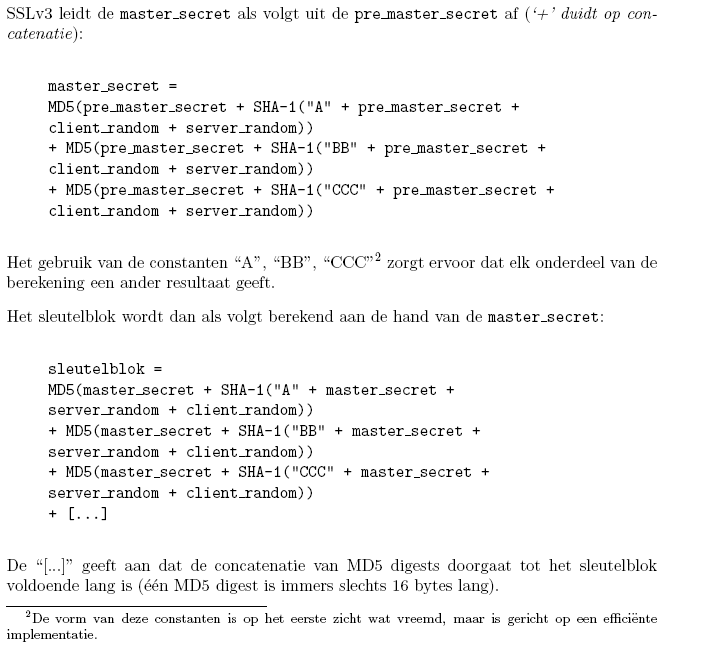 SSLv3 leidt de master_secret als volgt uit de pre_master_secret af (‘+’ duidt op con-
catenatie):
master_secret =
MD5(pre_master_secret + SHA-1("A" + pre_master_secret +
client_random + server_random))
+ MD5(pre_master_secret + SHA-1("BB" + pre_master_secret +
client_random + server_random))
+ MD5(pre_master_secret + SHA-1("CCC" + pre_master_secret +
client_random + server_random))
Het gebruik van de constanten “A”, “BB”, “CCC”² zorgt ervoor dat elk onderdeel van de
berekening een ander resultaat geeft.
Het sleutelblok wordt dan als volgt berekend aan de hand van de master_secret:
sleutelblok =
MD5(master_secret + SHA-1("A" + master_secret +
server_random + client_random))
+ MD5(master_secret + SHA-1("BB" + master_secret +
server_random + client_random))
+ MD5(master_secret + SHA-1("CCC" + master_secret +
server_random + client_random))
+ [...]
De “[...]” geeft aan dat de concatenatie van MD5 digests doorgaat tot het sleutelblok
voldoende lang is (één MD5 digest is immers slechts 16 bytes lang).
²De vorm van deze constanten is op het eerste zicht wat vreemd, maar is gericht op een efficiënte
implementatie.